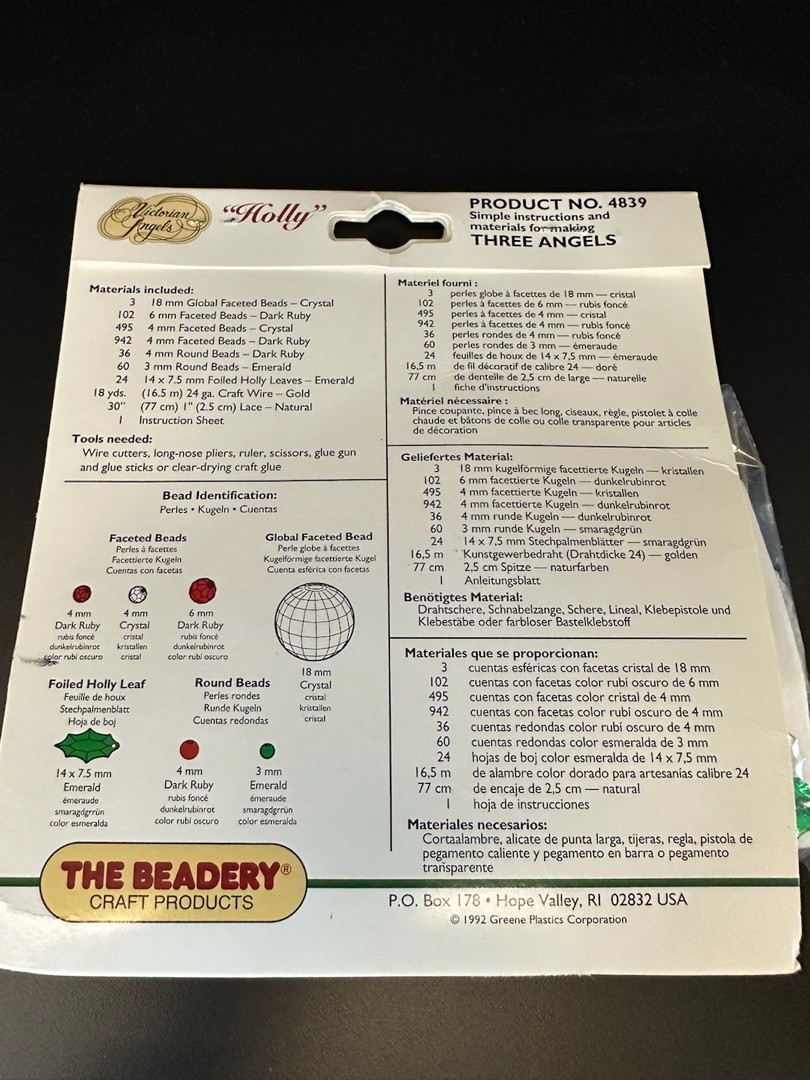 Victorian Angels
"Holly"
PRODUCT NO. 4839
Simple instructions and
materials for making
THREE ANGELS
Materials included:
3 18 mm Global Faceted Beads – Crystal
102 6 mm Faceted Beads – Dark Ruby
495 4 mm Faceted Beads – Crystal
942 4 mm Faceted Beads – Dark Ruby
36 4 mm Round Beads – Dark Ruby
60 3 mm Round Beads – Emerald
24 14 x 7.5 mm Foiled Holly Leaves – Emerald
18 yds. (16.5 m) 24 ga. Craft Wire – Gold
30" (77 cm) 1" (2.5 cm) Lace – Natural
1 Instruction Sheet
Tools needed:
Wire cutters, long-nose pliers, ruler, scissors, glue gun
and glue sticks or clear-drying craft glue
Bead Identification:
Perles • Kugeln • Cuentas
Faceted Beads
Perles à facettes
Facettierte Kugeln
Cuentas con facetas
Global Faceted Bead
Perle globe à facettes
Kugelförmige facettierte Kugel
Cuenta esférica con facetas
4 mm
Dark Ruby
rubis foncé
dunkelrubinrot
color rubi oscuro
4 mm
Crystal
cristal
kristallen
cristal
6 mm
Dark Ruby
rubis foncé
dunkelrubinrot
color rubi oscuro
18 mm
Crystal
cristal
kristallen
cristal
Foiled Holly Leaf
Feuille de houx
Stechpalmenblatt
Hoja de boj
Round Beads
Perles rondes
Runde Kugeln
Cuentas redondas
14 x 7.5 mm
Emerald
émeraude
smaragdgrrün
color esmeralda
4 mm
Dark Ruby
rubis foncé
dunkelrubinrot
color rubi oscuro
3 mm
Emerald
émeraude
smaragdgrrün
color esmeralda
Materiel fourni :
3 perles globe à facettes de 18 mm — cristal
102 perles à facettes de 6 mm — rubis foncé
495 perles à facettes de 4 mm — cristal
942 perles à facettes de 4 mm — rubis foncé
36 perles rondes de 4 mm — rubis foncé
60 perles rondes de 3 mm — émeraude
24 feuilles de houx de 14 x 7,5 mm — émeraude
16,5 m de fil décoratif de calibre 24 — doré
77 cm de dentelle de 2,5 cm de large — naturelle
1 fiche d'instructions
Matériel nécessaire :
Pince coupante, pince à bec long, ciseaux, règle, pistolet à colle
chaude et bâtons de colle ou colle transparente pour articles
de décoration
Geliefertes Material:
3 18 mm kugelförmige facettierte Kugeln — kristallen
102 6 mm facettierte Kugeln — dunkelrubinrot
495 4 mm facettierte Kugeln — kristallen
942 4 mm facettierte Kugeln — dunkelrubinrot
36 4 mm runde Kugeln — dunkelrubinrot
60 3 mm runde Kugeln — smaragdgrün
24 14 x 7,5 mm Stechpalmenblätter — smaragdgrün
16,5 m Kunstgewerbedraht (Drahtdicke 24) — golden
77 cm 2,5 cm Spitze — naturfarben
1 Anleitungsblatt
Benötigtes Material:
Drahtschere, Schnabelzange, Schere, Lineal, Klebepistole und
Klebestäbe oder farbloser Bastelklebstoff
Materiales que se proporcionan:
3 cuentas esféricas con facetas cristal de 18 mm
102 cuentas con facetas color rubí oscuro de 6 mm
495 cuentas con facetas color cristal de 4 mm
942 cuentas con facetas color rubí oscuro de 4 mm
36 cuentas redondas color rubí oscuro de 4 mm
60 cuentas redondas color esmeralda de 3 mm
24 hojas de boj color esmeralda de 14 x 7,5 mm
16,5 m de alambre color dorado para artesanías calibre 24
77 cm de encaje de 2,5 cm — natural
1 hoja de instrucciones
Materiales necesarios:
Cortaalambre, alicate de punta larga, tijeras, regla, pistola de
pegamento caliente y pegamento en barra o pegamento
transparente
THE BEADERY®
CRAFT PRODUCTS
P.O. Box 178 • Hope Valley, RI 02832 USA
© 1992 Greene Plastics Corporation